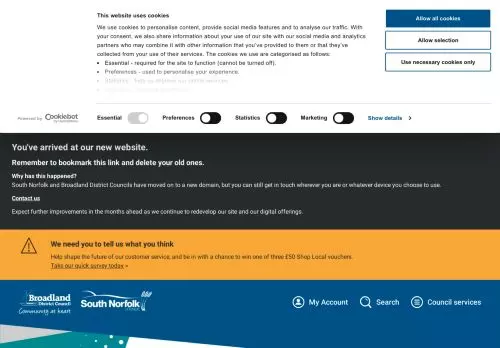 This website uses cookies
We use cookies to personalise content, provide social media features and to analyse our traffic. With
your consent, we also share information about your use of our site with our social media and analytics
partners who may combine it with other information that you've provided to them or that they've
collected from your use of their services. The cookies we use are categorised as follows:
• Essential - required for the site to function (cannot be turned off).
• Preferences - used to personalise your experience.
Allow all cookies
Allow selection
Use necessary cookies only
Powered by
Cookiebot
Essential
Preferences
Statistics
Marketing
Show details
You've arrived at our new website.
Remember to bookmark this link and delete your old ones.
Why has this happened?
South Norfolk and Broadland District Councils have moved on to a new domain, but you can still get in touch wherever you are or whatever device you choose to use.
Contact us
Expect further improvements in the months ahead as we continue to redevelop our site and our digital offerings.
We need you to tell us what you think
Help shape the future of our customer service, and be in with a chance to win one of three £50 Shop Local vouchers.
Take our quick survey today »
Broadland
District Council
Community at heart
South Norfolk
My Account
Search
Council services